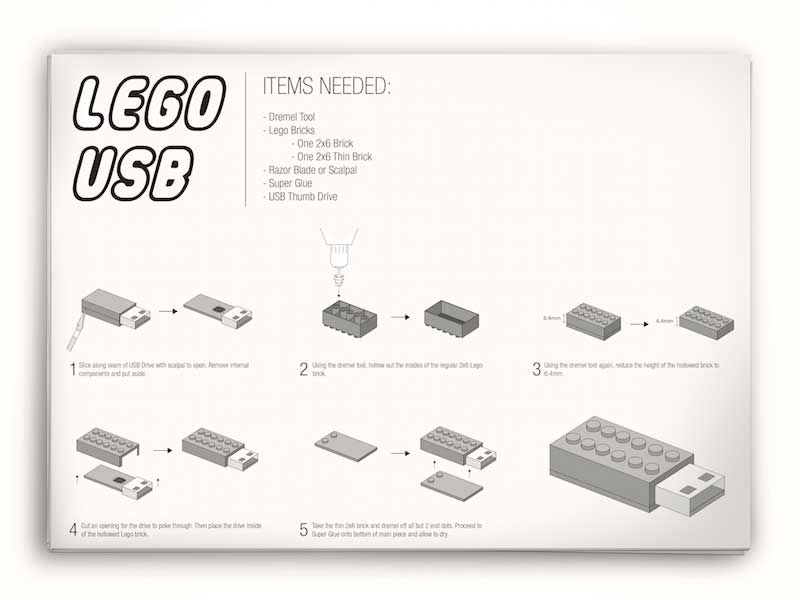 LEGO
USB
ITEMS NEEDED:
- Dremel Tool
- Lego Bricks
- One 2x6 Brick
- One 2x6 Thin Brick
- Razor Blade or Scalpal
- Super Glue
- USB Thumb Drive
1 Slice along seam of USB Drive with scalpal to open. Remove internal
components and put aside.
2 Using the dremel tool, hollow out the insides of the regular 2x6 Lego
brick.
9.4mm
6.4mm
3 Using the dremel tool again, reduce the height of the hollowed brick to
6.4mm.
4 Cut an opening for the drive to poke through. Then place the drive inside
of the hollowed Lego brick.
5 Take the thin 2x6 brick and dremel off all but 2 end dots. Proceed to
Super Glue onto bottom of main piece and allow to dry.